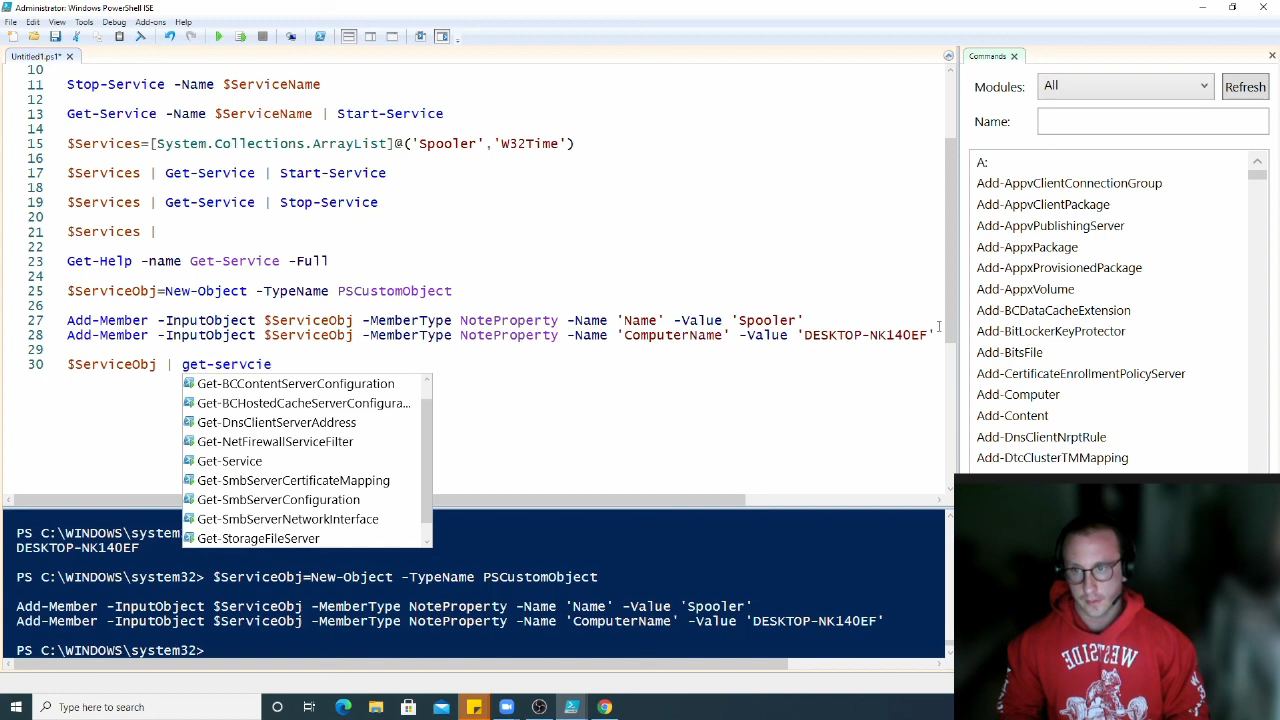 Administrator: Windows PowerShell ISE
File Edit View Tools Debug Add-ons Help
Untitled1.ps1*
10
11 Stop-Service -Name $ServiceName
12
13 Get-Service -Name $ServiceName | Start-Service
14
15 $Services=[System.Collections.ArrayList]@('Spooler','W32Time')
16
17 $Services | Get-Service | Start-Service
18
19 $Services | Get-Service | Stop-Service
20
21 $Services |
22
23 Get-Help -name Get-Service -Full
24
25 $ServiceObj=New-Object -TypeName PSCustomObject
26
27 Add-Member -InputObject $ServiceObj -MemberType NoteProperty -Name 'Name' -Value 'Spooler'
28 Add-Member -InputObject $ServiceObj -MemberType NoteProperty -Name 'ComputerName' -Value 'DESKTOP-NK140EF'
29
30 $ServiceObj | get-servcie
Get-BCContentServerConfiguration
Get-BCHostedCacheServerConfigura...
Get-DnsClientServerAddress
Get-NetFirewallServiceFilter
Get-Service
Get-SmbServerCertificateMapping
Get-SmbServerConfiguration
Get-SmbServerNetworkInterface
Get-StorageFileServer
PS C:\WINDOWS\system
DESKTOP-NK140EF
PS C:\WINDOWS\system32> $ServiceObj=New-Object -TypeName PSCustomObject
Add-Member -InputObject $ServiceObj -MemberType NoteProperty -Name 'Name' -Value 'Spooler'
Add-Member -InputObject $ServiceObj -MemberType NoteProperty -Name 'ComputerName' -Value 'DESKTOP-NK140EF'
PS C:\WINDOWS\system32>
Commands
Modules: All Refresh
Name:
A:
Add-AppvClientConnectionGroup
Add-AppvClientPackage
Add-AppvPublishingServer
Add-AppxPackage
Add-AppxProvisionedPackage
Add-AppxVolume
Add-BCDataCacheExtension
Add-BitLockerKeyProtector
Add-BitsFile
Add-CertificateEnrollmentPolicyServer
Add-Computer
Add-Content
Add-DnsClientNrptRule
Add-DtcClusterTMMapping
WESTSIDE
Type here to search